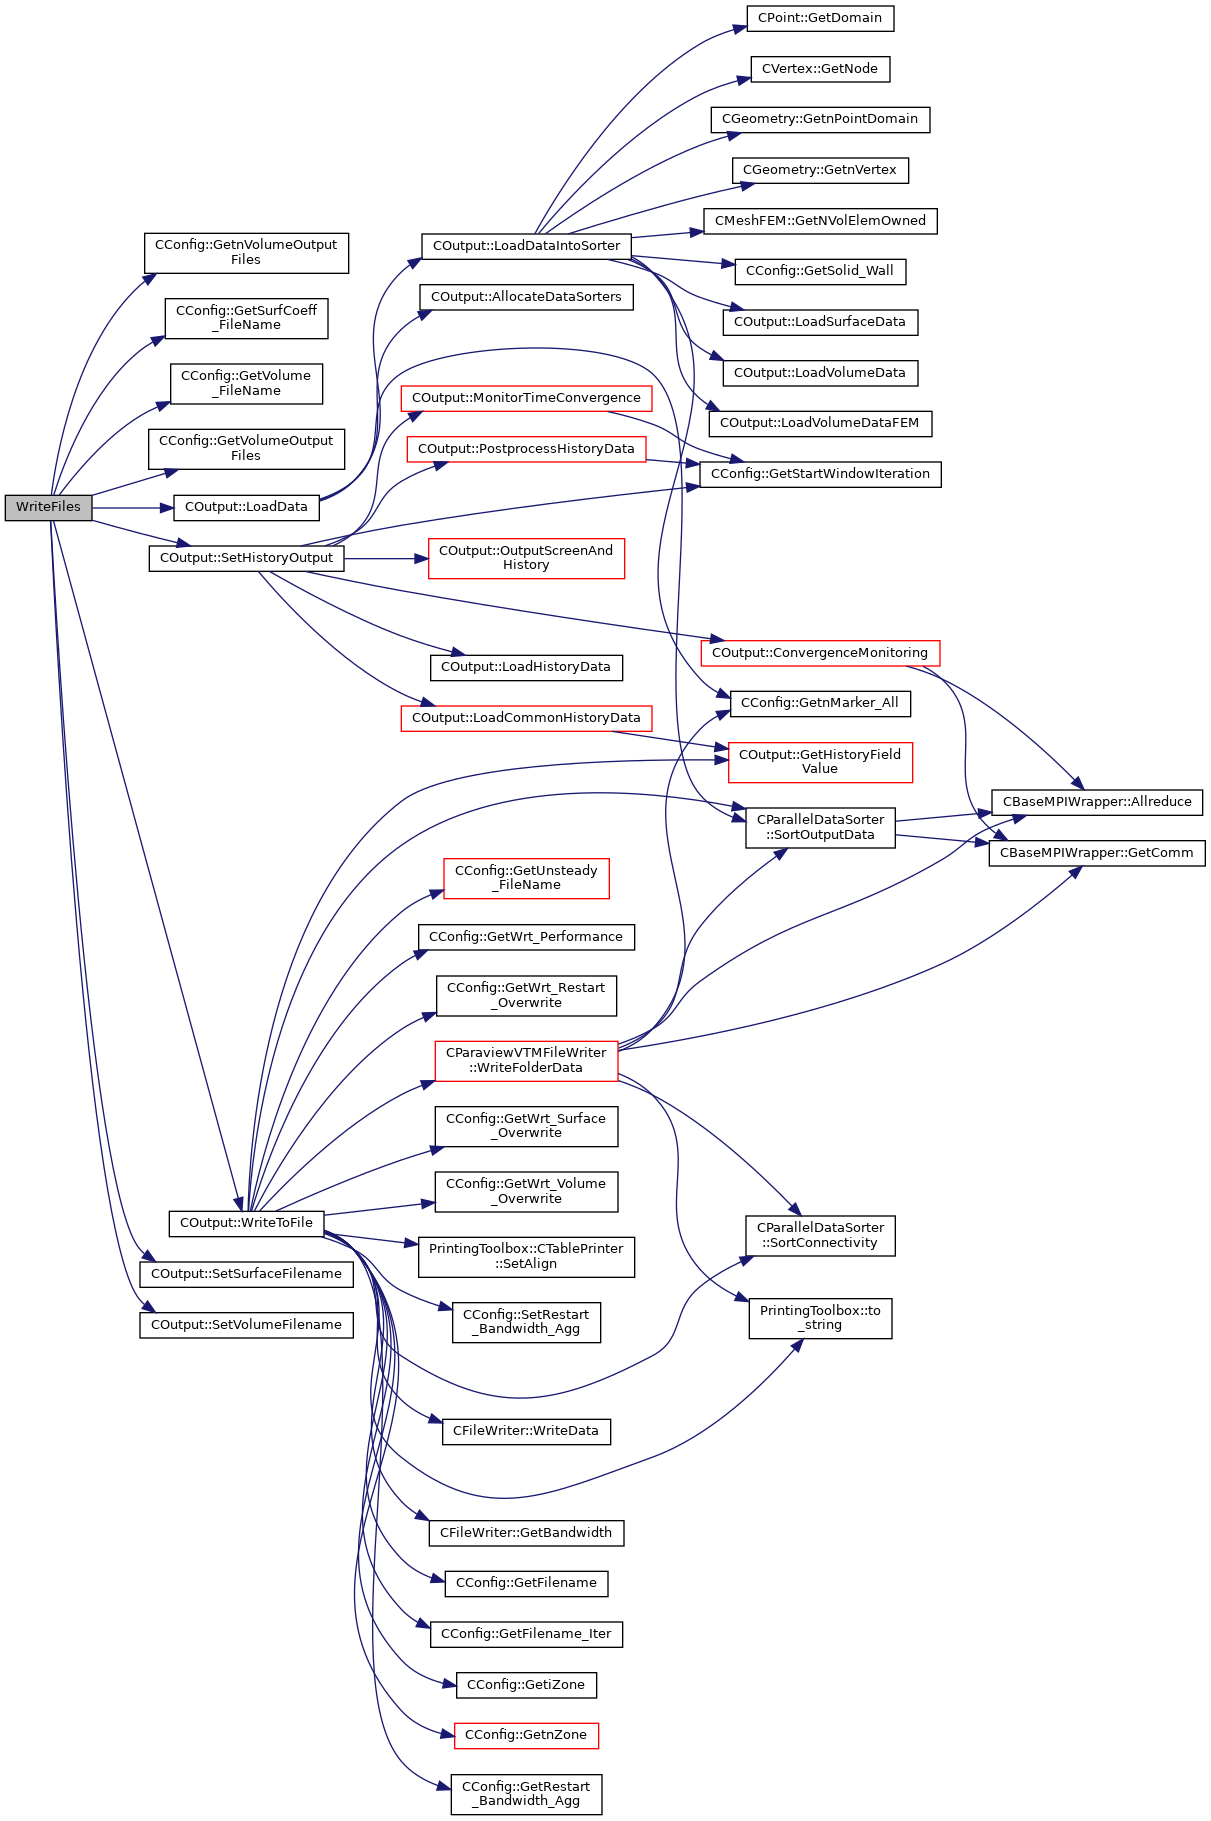 WriteFiles
CConfig::GetnVolumeOutput
Files
CConfig::GetSurfCoeff
_FileName
CConfig::GetVolume
_FileName
CConfig::GetVolumeOutput
Files
COutput::LoadData
COutput::SetHistoryOutput
COutput::WriteToFile
COutput::SetSurfaceFilename
COutput::SetVolumeFilename
COutput::LoadDataIntoSorter
COutput::AllocateDataSorters
COutput::MonitorTimeConvergence
COutput::PostprocessHistoryData
COutput::OutputScreenAnd
History
COutput::LoadHistoryData
COutput::LoadCommonHistoryData
CConfig::GetUnsteady
_FileName
CConfig::GetWrt_Performance
CConfig::GetWrt_Restart
_Overwrite
CParaviewVTMFileWriter
::WriteFolderData
CConfig::GetWrt_Surface
_Overwrite
CConfig::GetWrt_Volume
_Overwrite
PrintingToolbox::CTablePrinter
::SetAlign
CConfig::SetRestart
_Bandwidth_Agg
CFileWriter::WriteData
CFileWriter::GetBandwidth
CConfig::GetFilename
CConfig::GetFilename_Iter
CConfig::GetiZone
CConfig::GetnZone
CConfig::GetRestart
_Bandwidth_Agg
CPoint::GetDomain
CVertex::GetNode
CGeometry::GetnPointDomain
CGeometry::GetnVertex
CMeshFEM::GetNVolElemOwned
CConfig::GetSolid_Wall
COutput::LoadSurfaceData
COutput::LoadVolumeData
COutput::LoadVolumeDataFEM
CConfig::GetStartWindowIteration
COutput::ConvergenceMonitoring
CConfig::GetnMarker_All
COutput::GetHistoryField
Value
CParallelDataSorter
::SortOutputData
CParallelDataSorter
::SortConnectivity
PrintingToolbox::to
_string
CBaseMPIWrapper::Allreduce
CBaseMPIWrapper::GetComm